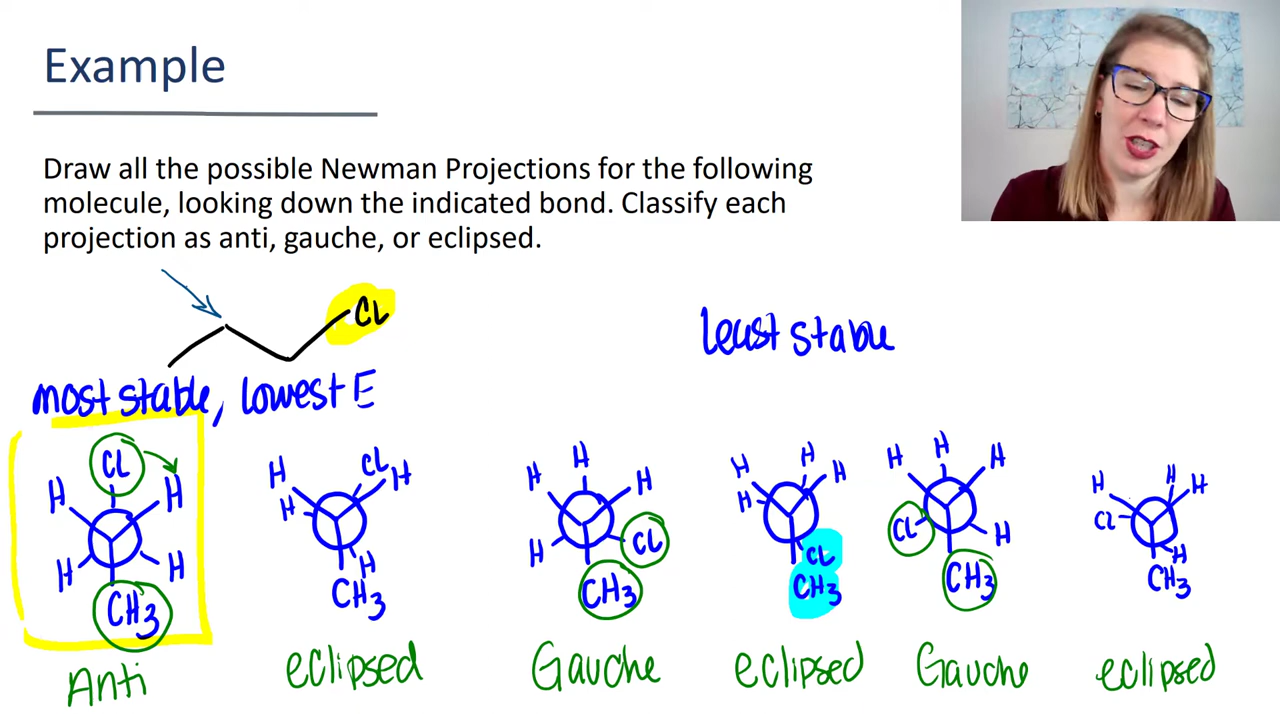 Example
Draw all the possible Newman Projections for the following
molecule, looking down the indicated bond. Classify each
projection as anti, gauche, or eclipsed.
CL
least stable
most stable, lowest E
CL
H H
H H
CH3
Anti
H CL H
H
H
CH3
eclipsed
H
H H
H CL
CH3
Gauche
H H H
H
CL
CH3
eclipsed
H H H
CL H
CH3
Gauche
H H H
CL
H
CH3
eclipsed